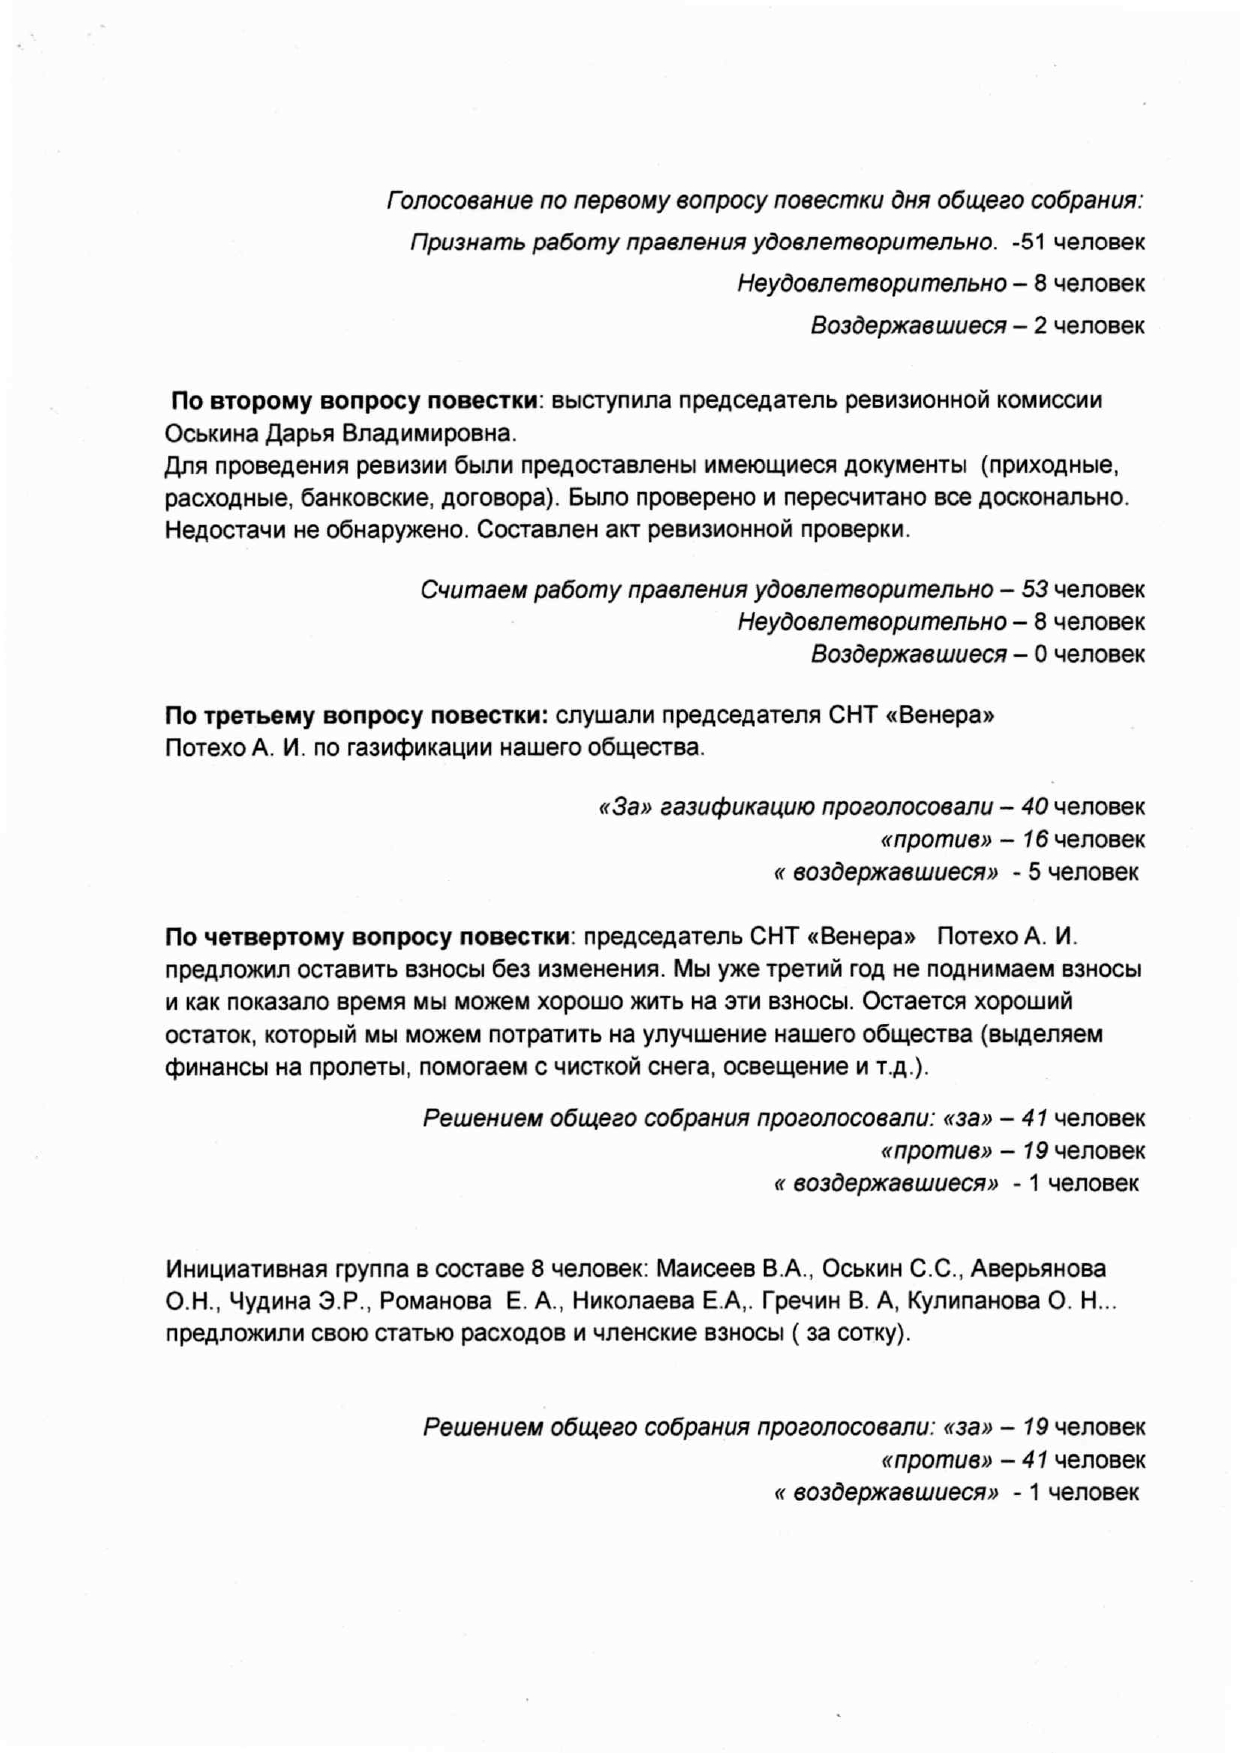 Голосование по первому вопросу повестки дня общего собрания:
Признать работу правления удовлетворительно. -51 человек
Неудовлетворительно – 8 человек
Воздержавшиеся – 2 человек
По второму вопросу повестки: выступила председатель ревизионной комиссии
Оськина Дарья Владимировна.
Для проведения ревизии были предоставлены имеющиеся документы (приходные,
расходные, банковские, договора). Было проверено и пересчитано все досконально.
Недостачи не обнаружено. Составлен акт ревизионной проверки.
Считаем работу правления удовлетворительно – 53 человек
Неудовлетворительно – 8 человек
Воздержавшиеся – 0 человек
По третьему вопросу повестки: слушали председателя СНТ «Венера»
Потехо А. И. по газификации нашего общества.
«За» газификацию проголосовали – 40 человек
«против» – 16 человек
« воздержавшиеся» - 5 человек
По четвертому вопросу повестки: председатель СНТ «Венера» Потехо А. И.
предложил оставить взносы без изменения. Мы уже третий год не поднимаем взносы
и как показало время мы можем хорошо жить на эти взносы. Остается хороший
остаток, который мы можем потратить на улучшение нашего общества (выделяем
финансы на пролеты, помогаем с чисткой снега, освещение и т.д.).
Решением общего собрания проголосовали: «за» – 41 человек
«против» – 19 человек
« воздержавшиеся» - 1 человек
Инициативная группа в составе 8 человек: Маисеев В.А., Оськин С.С., Аверьянова
О.Н., Чудина Э.Р., Романова Е. А., Николаева Е.А,. Гречин В. А, Кулипанова О. Н...
предложили свою статью расходов и членские взносы ( за сотку).
Решением общего собрания проголосовали: «за» – 19 человек
«против» – 41 человек
« воздержавшиеся» - 1 человек